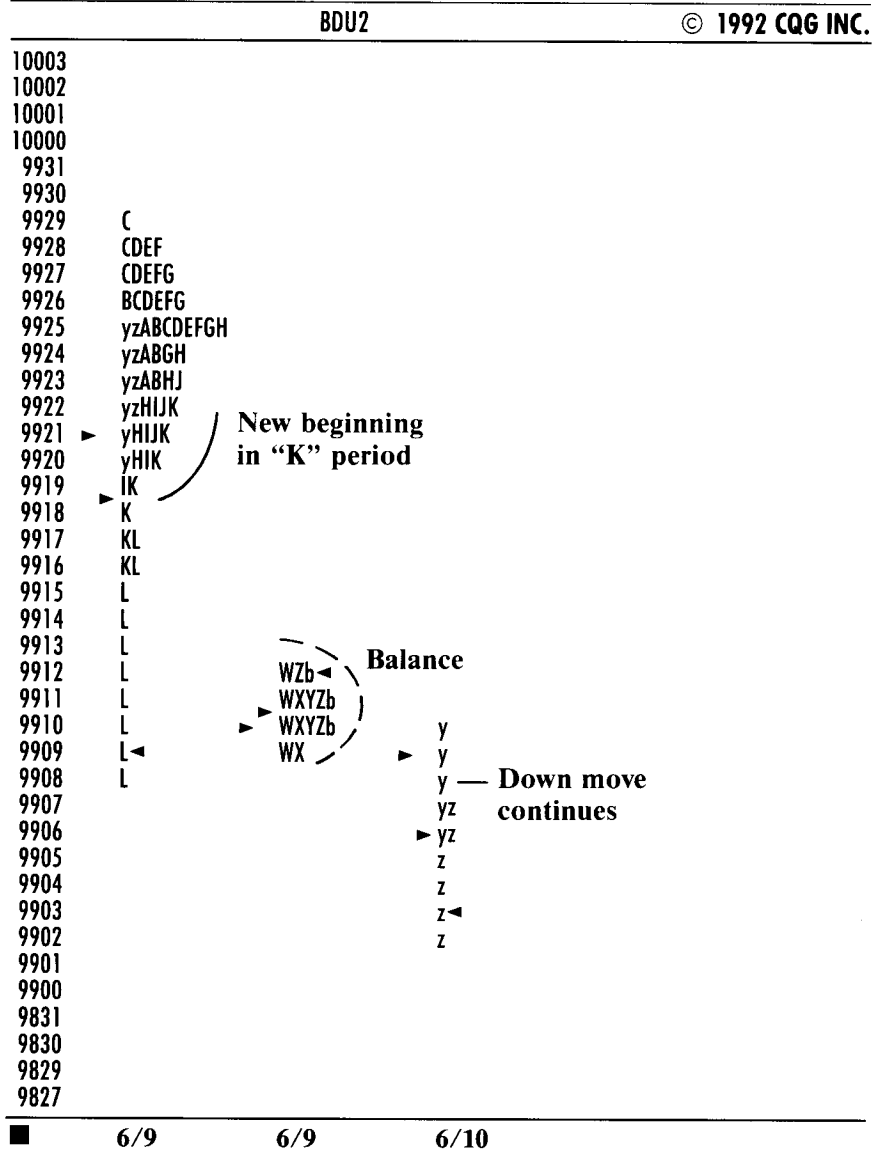 BDU2 © 1992 CQG INC.
10003
10002
10001
10000
9931
9930
9929 C
9928 CDEF
9927 CDEFG
9926 BCDEFG
9925 yzABCDEFGH
9924 yzABGH
9923 yzABHJ
9922 yzHIJK
9921 ► yHIJK
9920 yHIK
New beginning
in “K” period
9919 IK
►
9918 K
9917 KL
9916 KL
9915 L
9914 L
9913 L
9912 L WZb◄ Balance
9911 L ► WXYZb
9910 L ► WXYZb y
9909 L◄ WX ► y
9908 L y — Down move
continues
9907 yz
9906 ► yz
9905 z
9904 z
9903 z◄
9902 z
9901
9900
9831
9830
9829
9827
■ 6/9 6/9 6/10